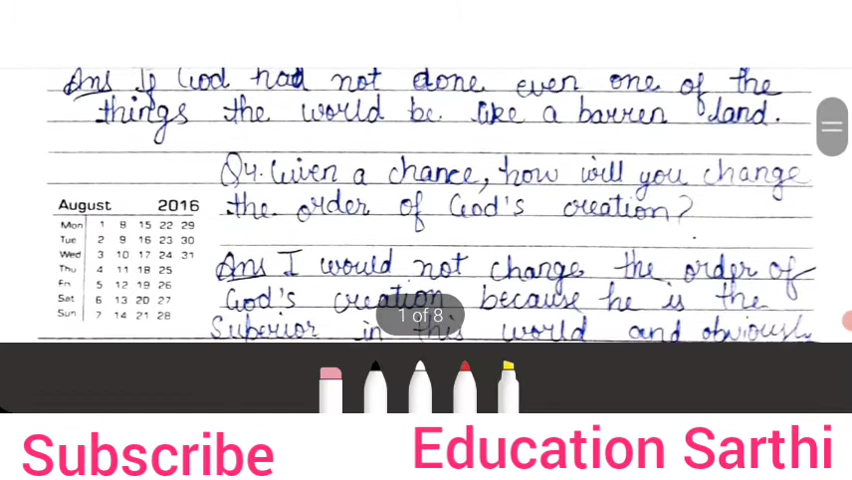 Ans If God had not done even one of the
things the world be like a barren land.
Q4. Given a chance, how will you change
the order of God's creation?
August 2016
Mon 1 8 15 22 29
Tue 2 9 16 23 30
Wed 3 10 17 24 31
Thu 4 11 18 25
Fri 5 12 19 26
Sat 6 13 20 27
Sun 7 14 21 28
Ans I would not change the order of
God's creation because he is the
Superior in this world and obviously
1 of 8
Subscribe
Education Sarthi